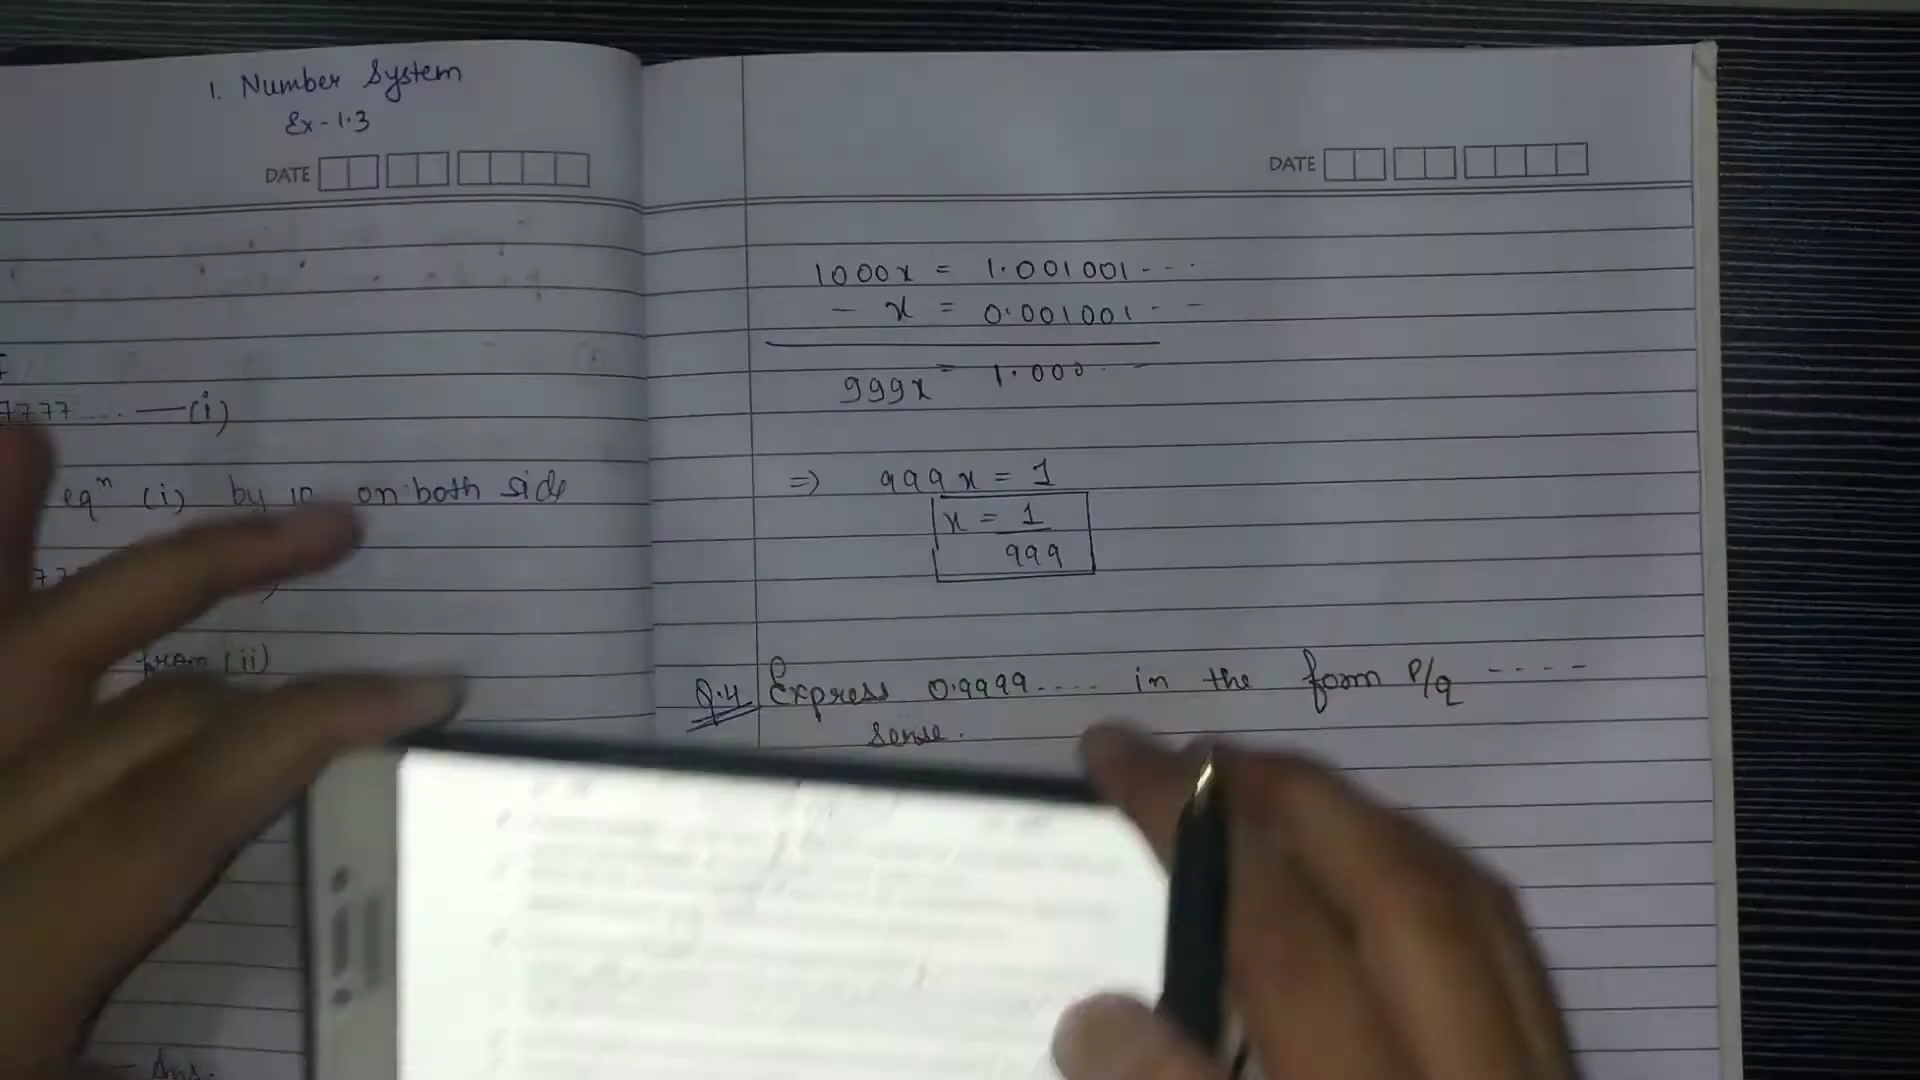 1. Number System
Ex-1.3
DATE
7777.... —(i)
eqⁿ (i) by 10 on both side
from (ii)
Ans.
DATE
1000x = 1.001001---
- x = 0.001001--
999x = 1.000--
=> 999x = 1
x = 1
999
Q.4 Express 0.9999.... in the form P/q ----
sense.